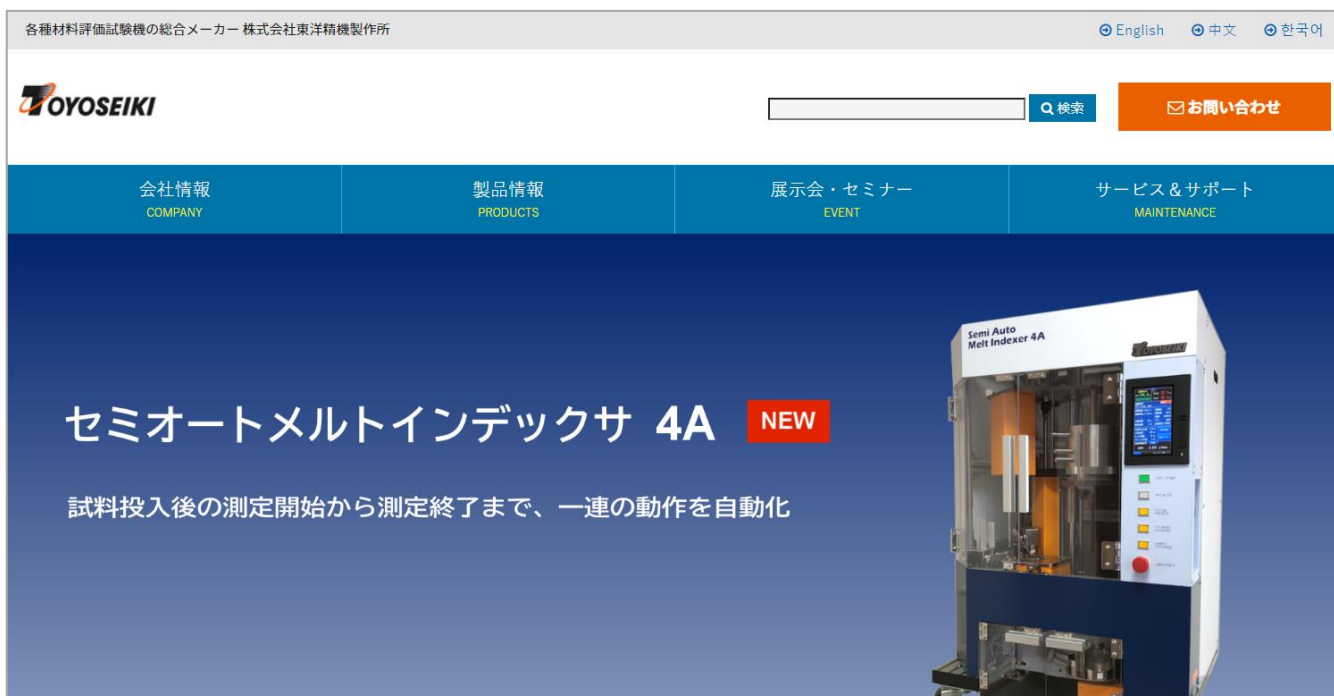 各種材料評価試験機の総合メーカー 株式会社東洋精機製作所
English 中文 한국어
TOYOSEIKI
検索
お問い合わせ
会社情報 製品情報 展示会・セミナー サービス＆サポート
COMPANY PRODUCTS EVENT MAINTENANCE
Semi Auto
Melt Indexer 4A
TOYOSEIKI
セミオートメルトインデックサ 4A NEW
試料投入後の測定開始から測定終了まで、一連の動作を自動化